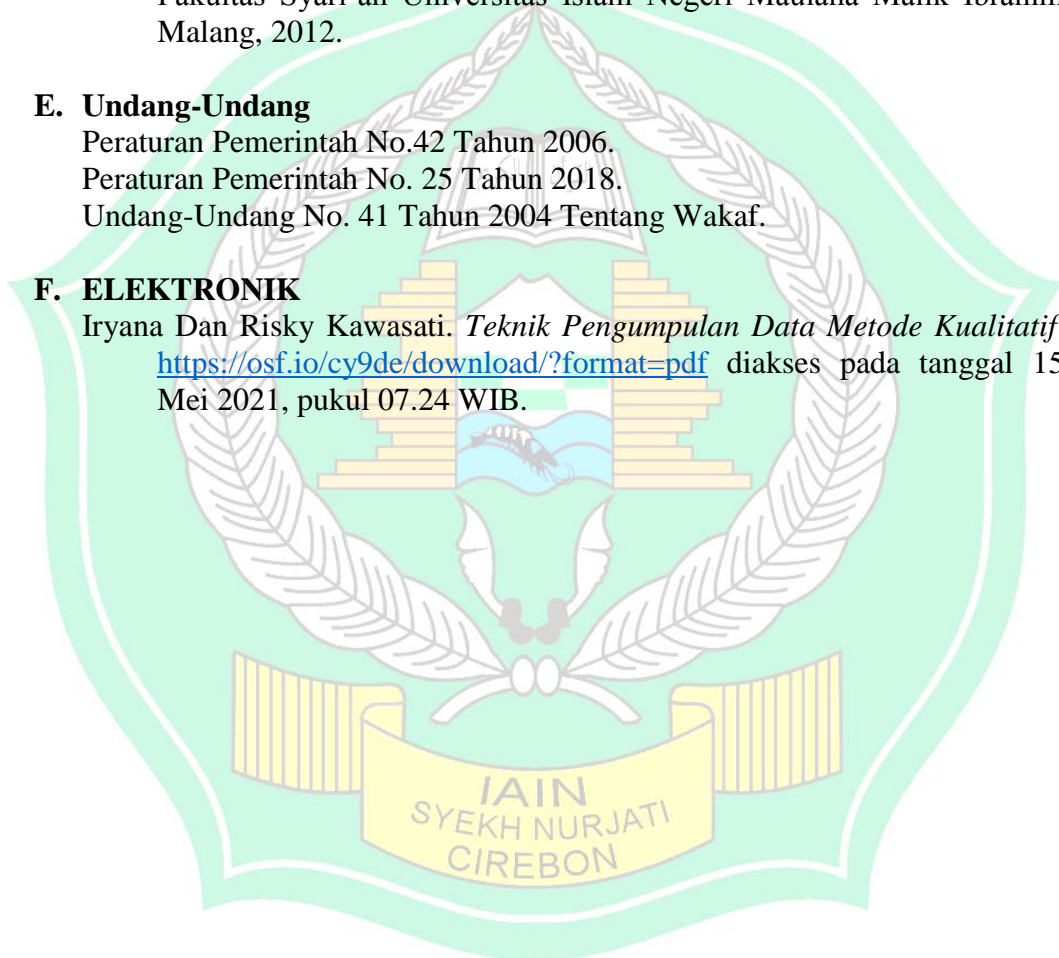 Fakultas Syari'ah Universitas Islam Negeri Maulana Malik Ibrahim
Malang, 2012.
E. Undang-Undang
Peraturan Pemerintah No.42 Tahun 2006.
Peraturan Pemerintah No. 25 Tahun 2018.
Undang-Undang No. 41 Tahun 2004 Tentang Wakaf.
F. ELEKTRONIK
Iryana Dan Risky Kawasati. Teknik Pengumpulan Data Metode Kualitatif
https://osf.io/cy9de/download/?format=pdf diakses pada tanggal 15
Mei 2021, pukul 07.24 WIB.
IAIN
SYEKH NURJATI
CIREBON